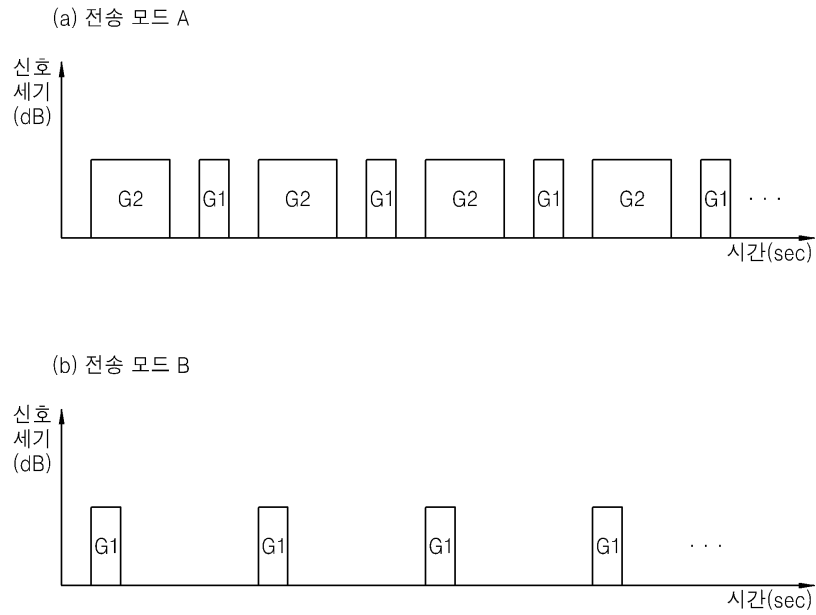 (a) 전송 모드 A
신호
세기
(dB)
G2 G1 G2 G1 G2 G1 G2 G1 · · ·
시간(sec)
(b) 전송 모드 B
신호
세기
(dB)
G1 G1 G1 G1 · · ·
시간(sec)